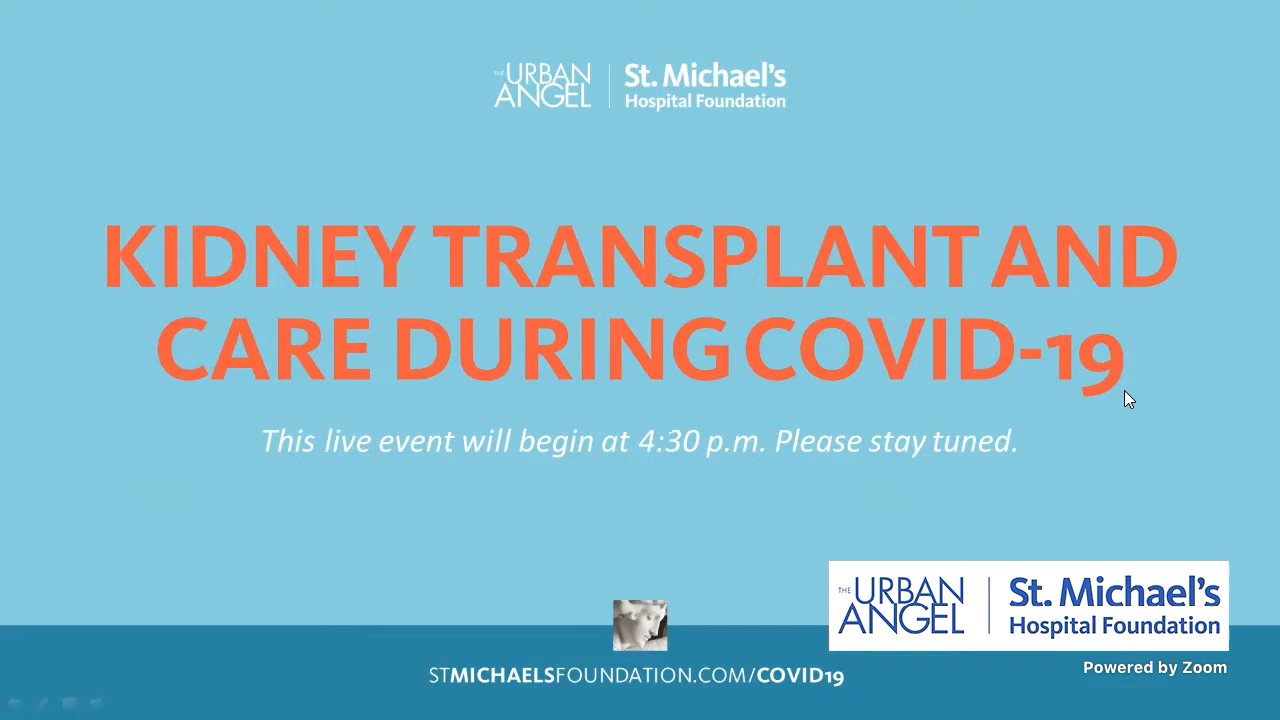 THE URBAN ANGEL
St. Michael's
Hospital Foundation
KIDNEY TRANSPLANT AND
CARE DURING COVID-19
This live event will begin at 4:30 p.m. Please stay tuned.
THE URBAN ANGEL
St. Michael's
Hospital Foundation
Powered by Zoom
STMICHAELSFOUNDATION.COM/COVID19